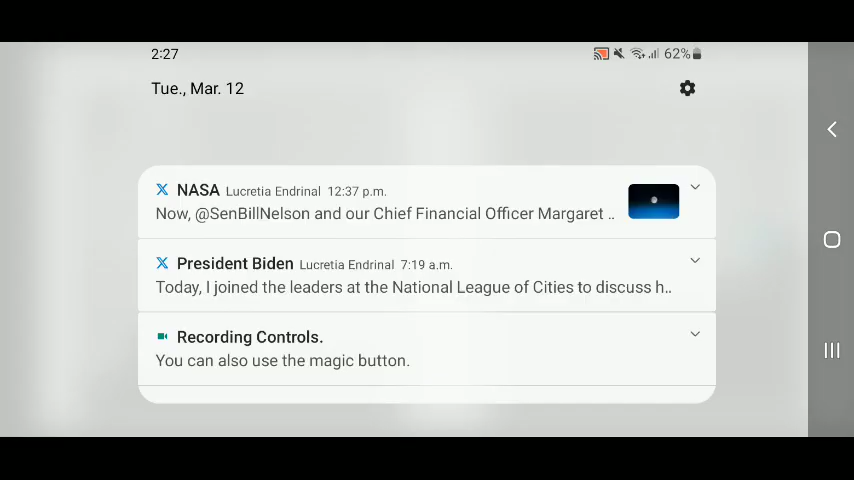 2:27
62%
Tue., Mar. 12
NASA Lucretia Endrinal 12:37 p.m.
Now, @SenBillNelson and our Chief Financial Officer Margaret ..
President Biden Lucretia Endrinal 7:19 a.m.
Today, I joined the leaders at the National League of Cities to discuss h..
Recording Controls.
You can also use the magic button.